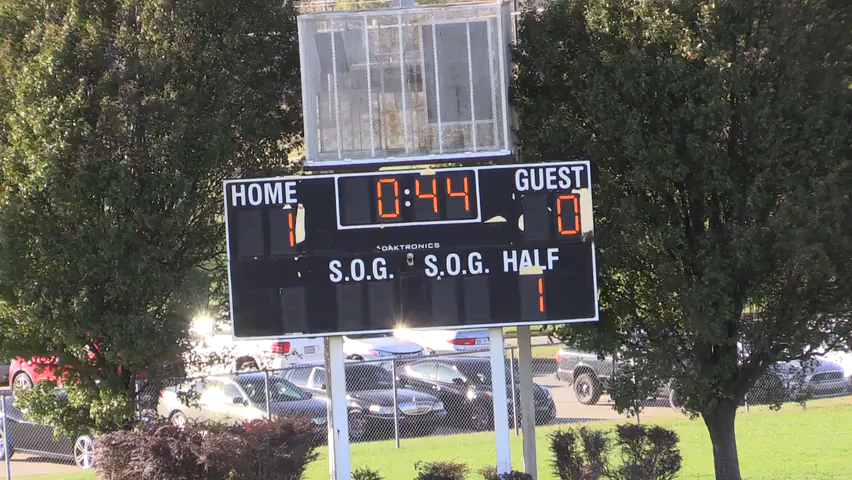 0:44
HOME GUEST
1 0
DAKTRONICS
S.O.G. S.O.G. HALF
1